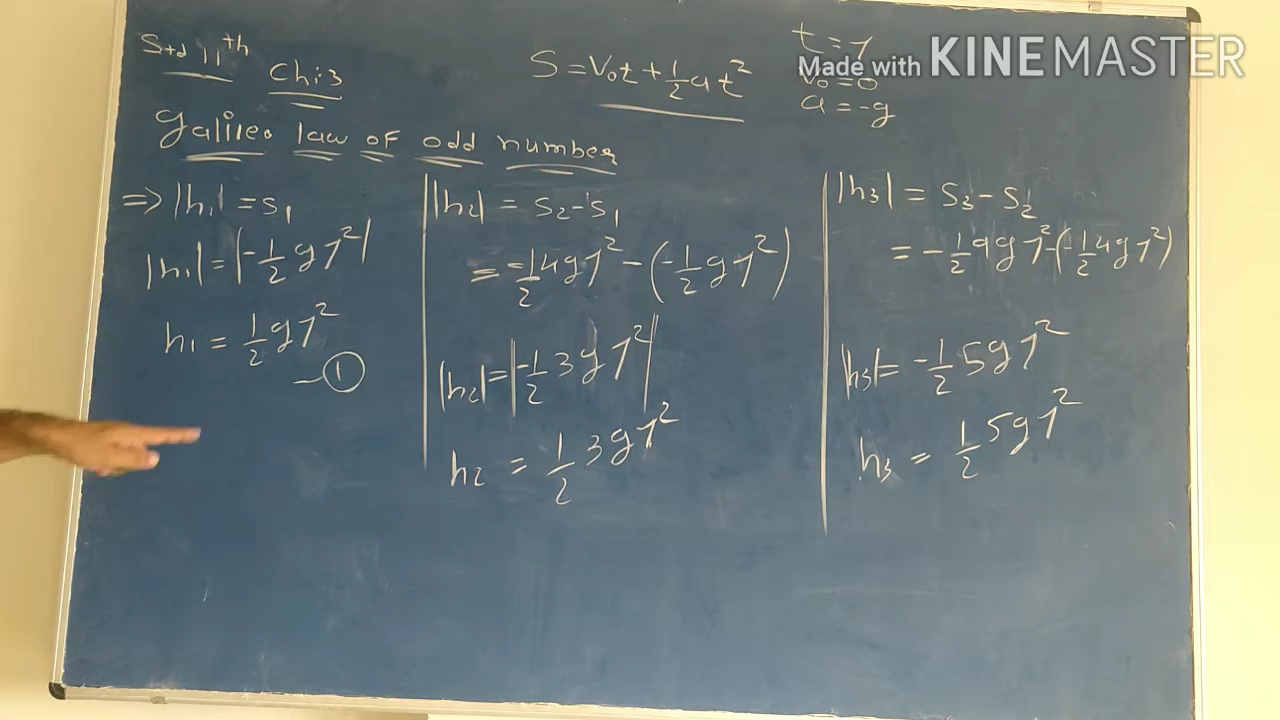 Std 11th
Ch:3
S = V₀t + ½at²
t = τ
V₀ = 0
a = -g
Made with KINEMASTER
galileo law of odd number
⇒ |h₁| = s₁
|h₁| = |-½gτ²|
h₁ = ½gτ²
— ①
|h₂| = s₂ - s₁
= -½4gτ² - (-½gτ²)
|h₂| = |-½3gτ²|
h₂ = ½3gτ²
|h₃| = s₃ - s₂
= -½9gτ² - (-½4gτ²)
|h₃| = -½5gτ²
h₃ = ½5gτ²